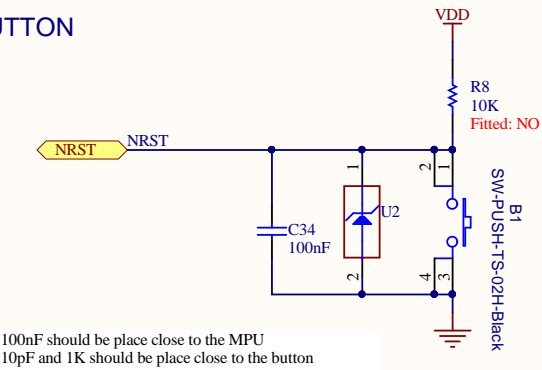 UTTON
VDD
R8
10K
Fitted: NO
NRST
NRST
1
2
1
U2
C34
100nF
B1
SW-PUSH-TS-02H-Black
2
4
3
100nF should be place close to the MPU
10pF and 1K should be place close to the button